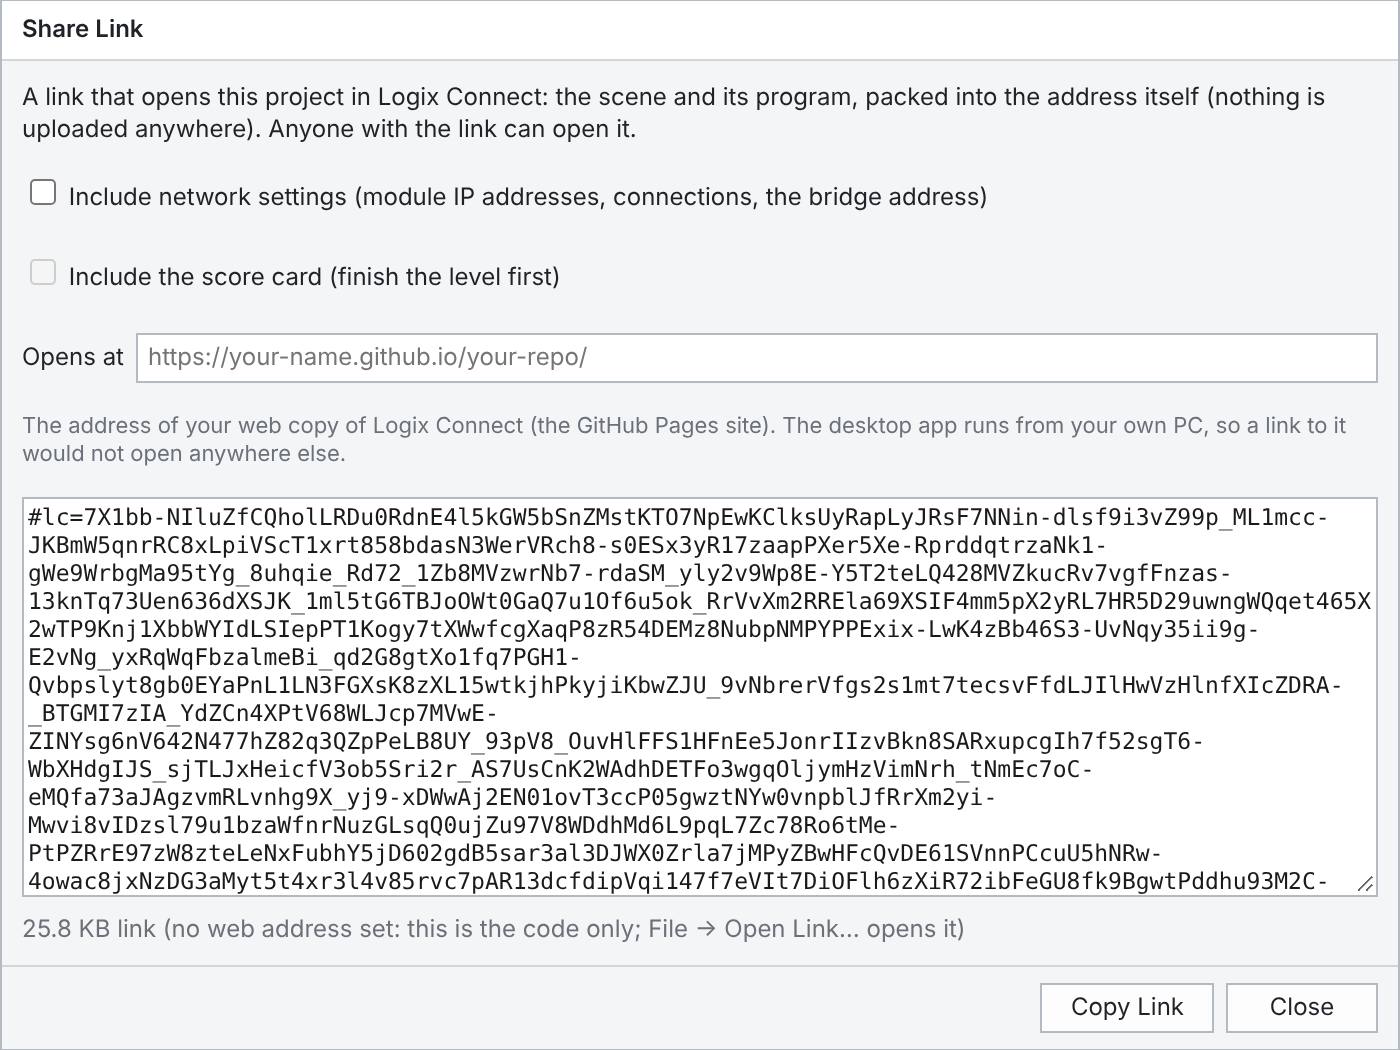 Share Link
A link that opens this project in Logix Connect: the scene and its program, packed into the address itself (nothing is
uploaded anywhere). Anyone with the link can open it.
Include network settings (module IP addresses, connections, the bridge address)
Include the score card (finish the level first)
Opens at https://your-name.github.io/your-repo/
The address of your web copy of Logix Connect (the GitHub Pages site). The desktop app runs from your own PC, so a link to it
would not open anywhere else.
#lc=7X1bb-NIluZfCQholLRDu0RdnE4l5kGW5bSnZMstKTO7NpEwKClksUyRapLyJRsF7NNin-dlsf9i3vZ99p_ML1mcc-
JKBmW5qnrRC8xLpiVScT1xrt858bdasN3WerVRch8-s0ESx3yR17zaapPXer5Xe-RprddqtrzaNk1-
gWe9WrbgMa95tYg_8uhqie_Rd72_1Zb8MVzwrNb7-rdaSM_yly2v9Wp8E-Y5T2teLQ428MVZkucRv7vgfFnzas-
13knTq73Uen636dXSJK_1ml5tG6TBJoOWt0GaQ7u1Of6u5ok_RrVvXm2RREla69XSIF4mm5pX2yRL7HR5D29uwngWQqet465X
2wTP9Knj1XbbWYIdLSIepPT1Kogy7tXWwfcgXaqP8zR54DEMz8NubpNMPYPPExix-LwK4zBb46S3-UvNqy35ii9g-
E2vNg_yxRqWqFbzalmeBi_qd2G8gtXo1fq7PGH1-
Qvbpslyt8gb0EYaPnL1LN3FGXsK8zXL15wtkjhPkyjiKbwZJU_9vNbrerVfgs2s1mt7tecsvFfdLJIlHwVzHlnfXIcZDRA-
_BTGMI7zIA_YdZCn4XPtV68WLJcp7MVwE-
ZINYsg6nV642N477hZ82q3QZpPeLB8UY_93pV8_OuvHlFFS1HFnEe5JonrIIzvBkn8SARxupcgIh7f52sgT6-
WbXHdgIJS_sjTLJxHeicfV3ob5Sri2r_AS7UsCnK2WAdhDETFo3wgqOljymHzVimNrh_tNmEc7oC-
eMQfa73aJAgzvmRLvnhg9X_yj9-xDWwAj2EN01ovT3ccP05gwztNYw0vnpblJfRrXm2yi-
Mwvi8vIDzsl79u1bzaWfnrNuzGLsqQ0ujZu97V8WDdhMd6L9pqL7Zc78Ro6tMe-
PtPZRrE97zW8zteLeNxFubhY5jD602gdB5sar3al3DJWX0Zrla7jMPyZBwHFcQvDE61SVnnPCcuU5hNRw-
4owac8jxNzDG3aMyt5t4xr3l4v85rvc7pAR13dcfdipVqi147f7eVIt7DiOFlh6zXiR72ibFeGU8fk9BgwtPddhu93M2C-
25.8 KB link (no web address set: this is the code only; File → Open Link... opens it)
Copy Link
Close